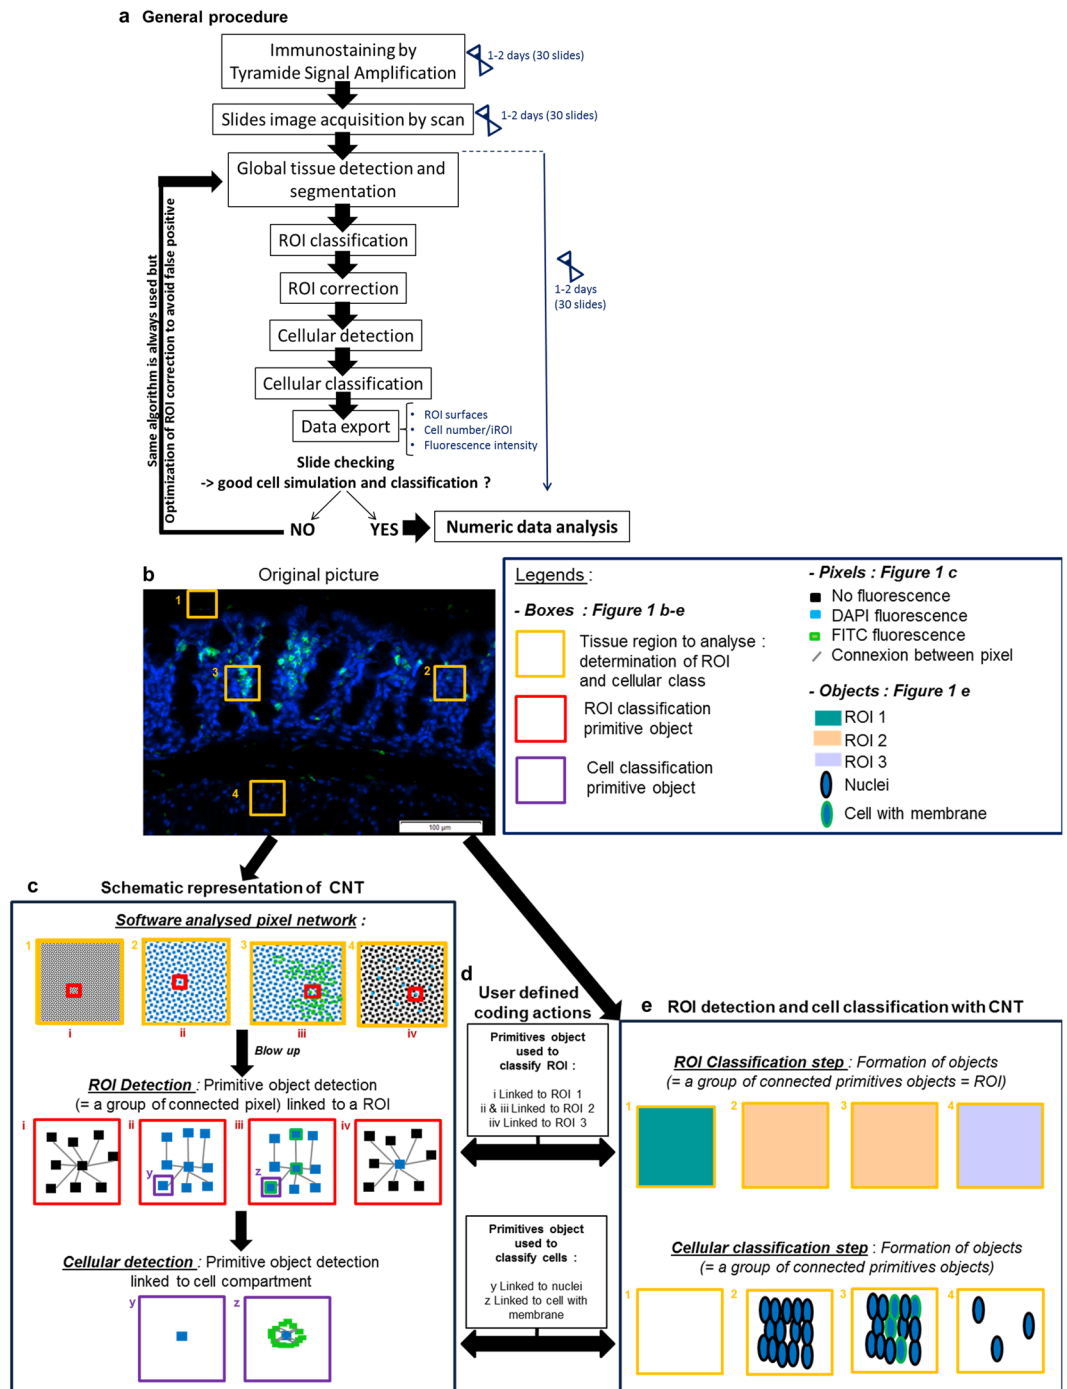 a General procedure
Immunostaining by
Tyramide Signal Amplification
1-2 days (30 slides)
Slides image acquisition by scan
1-2 days (30 slides)
Global tissue detection and
segmentation
ROI classification
ROI correction
Cellular detection
Cellular classification
Data export
• ROI surfaces
• Cell number/iROI
• Fluorescence intensity
1-2 days
(30 slides)
Same algorithm is always used but
Optimization of ROI correction to avoid false positive
Slide checking
-> good cell simulation and classification ?
NO
YES
Numeric data analysis
b Original picture
1
3
2
4
100 µm
Legends :
- Boxes : Figure 1 b-e
Tissue region to analyse :
determination of ROI
and cellular class
ROI classification
primitive object
Cell classification
primitive object
- Pixels : Figure 1 c
No fluorescence
DAPI fluorescence
FITC fluorescence
Connexion between pixel
- Objects : Figure 1 e
ROI 1
ROI 2
ROI 3
Nuclei
Cell with membrane
c Schematic representation of CNT
Software analysed pixel network :
1 2 3 4
i ii iii iv
Blow up
ROI Detection : Primitive object detection
(= a group of connected pixel) linked to a ROI
i ii iii iv
y z
Cellular detection : Primitive object detection
linked to cell compartment
y z
d
User defined
coding actions
Primitives object
used to
classify ROI :
i Linked to ROI 1
ii & iii Linked to ROI 2
iv Linked to ROI 3
Primitives object
used to
classify cells :
y Linked to nuclei
z Linked to cell with
membrane
e ROI detection and cell classification with CNT
ROI Classification step : Formation of objects
(= a group of connected primitives objects = ROI)
1 2 3 4
Cellular classification step : Formation of objects
(= a group of connected primitives objects)
1 2 3 4